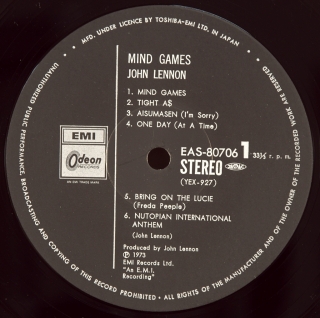 • MFD. UNDER LICENCE BY TOSHIBA-EMI LTD. IN JAPAN •
MIND GAMES
JOHN LENNON
1. MIND GAMES
2. TIGHT A$
3. AISUMASEN (I'm Sorry)
4. ONE DAY (At A Time)
EMI
Odeon
RECORDS
EAS-80706 1 33⅓ r. p. m.
STEREO
(YEX-927)
5. BRING ON THE LUCIE
(Freda Peeple)
6. NUTOPIAN INTERNATIONAL
ANTHEM
(John Lennon)
Produced by John Lennon
Ⓟ 1973
EMI Records Ltd.
"An E.M.I.
Recording"
UNAUTHORIZED PUBLIC PERFORMANCE, BROADCASTING AND COPYING OF THIS RECORD PROHIBITED • ALL RIGHTS OF THE MANUFACTURER AND OF THE OWNER OF THE RECORDED WORK ARE RESERVED